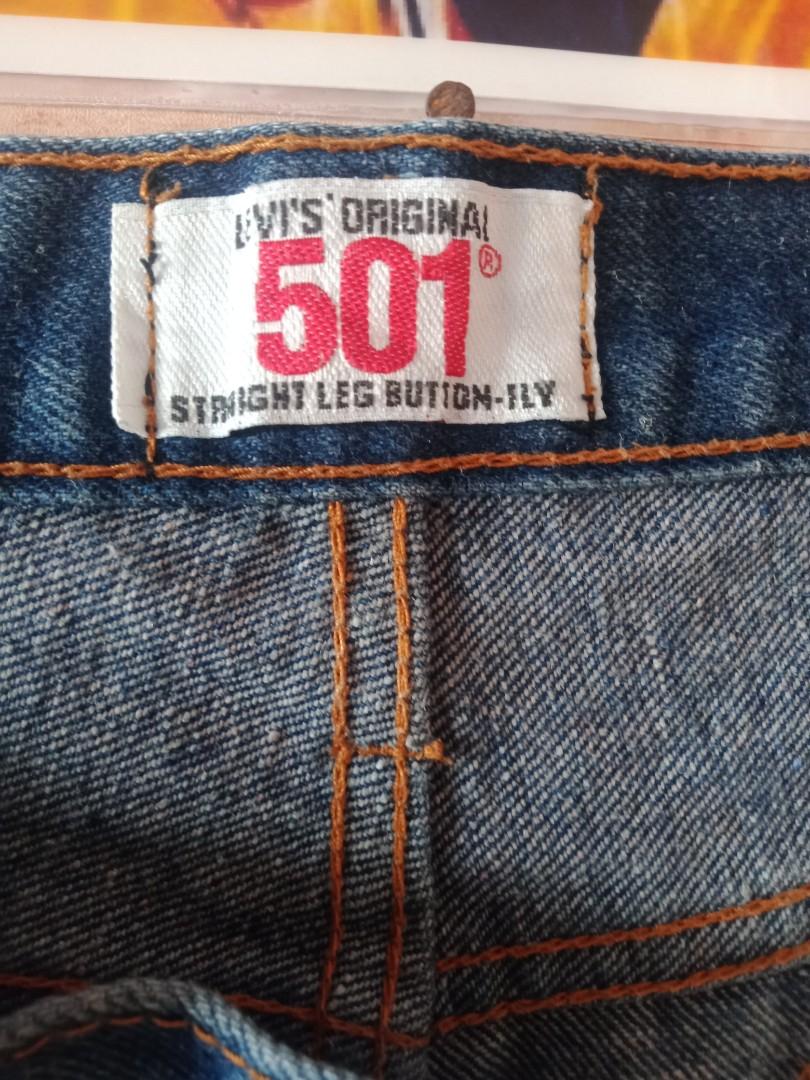 LEVI'S ORIGINAL
501®
STRAIGHT LEG BUTTON-FLY